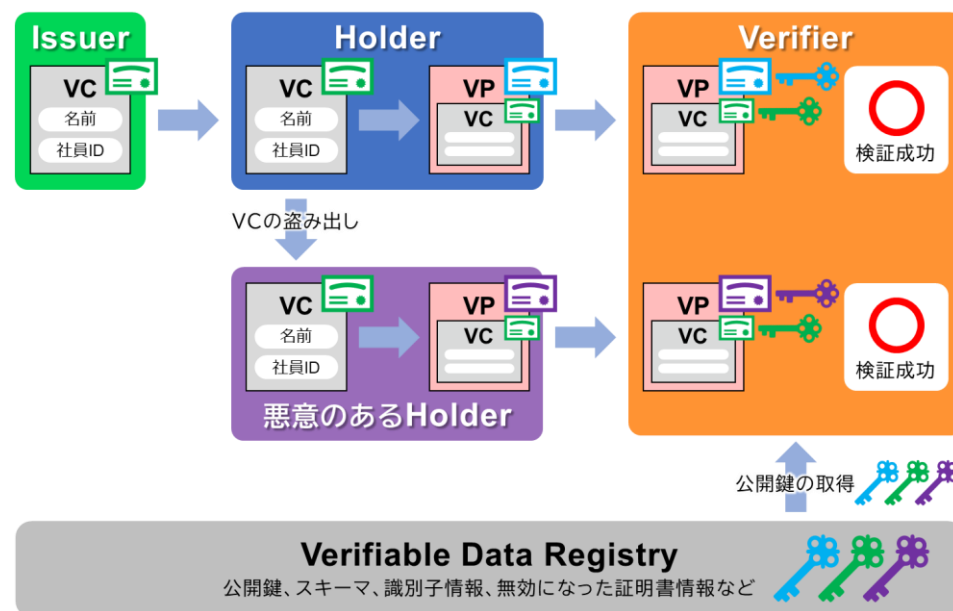 Issuer
VC
名前
社員ID
Holder
VC
名前
社員ID
VP
VC
Verifier
VP
VC
検証成功
VCの盗み出し
VC
名前
社員ID
VP
VC
悪意のあるHolder
VP
VC
検証成功
公開鍵の取得
Verifiable Data Registry
公開鍵、スキーマ、識別子情報、無効になった証明書情報など